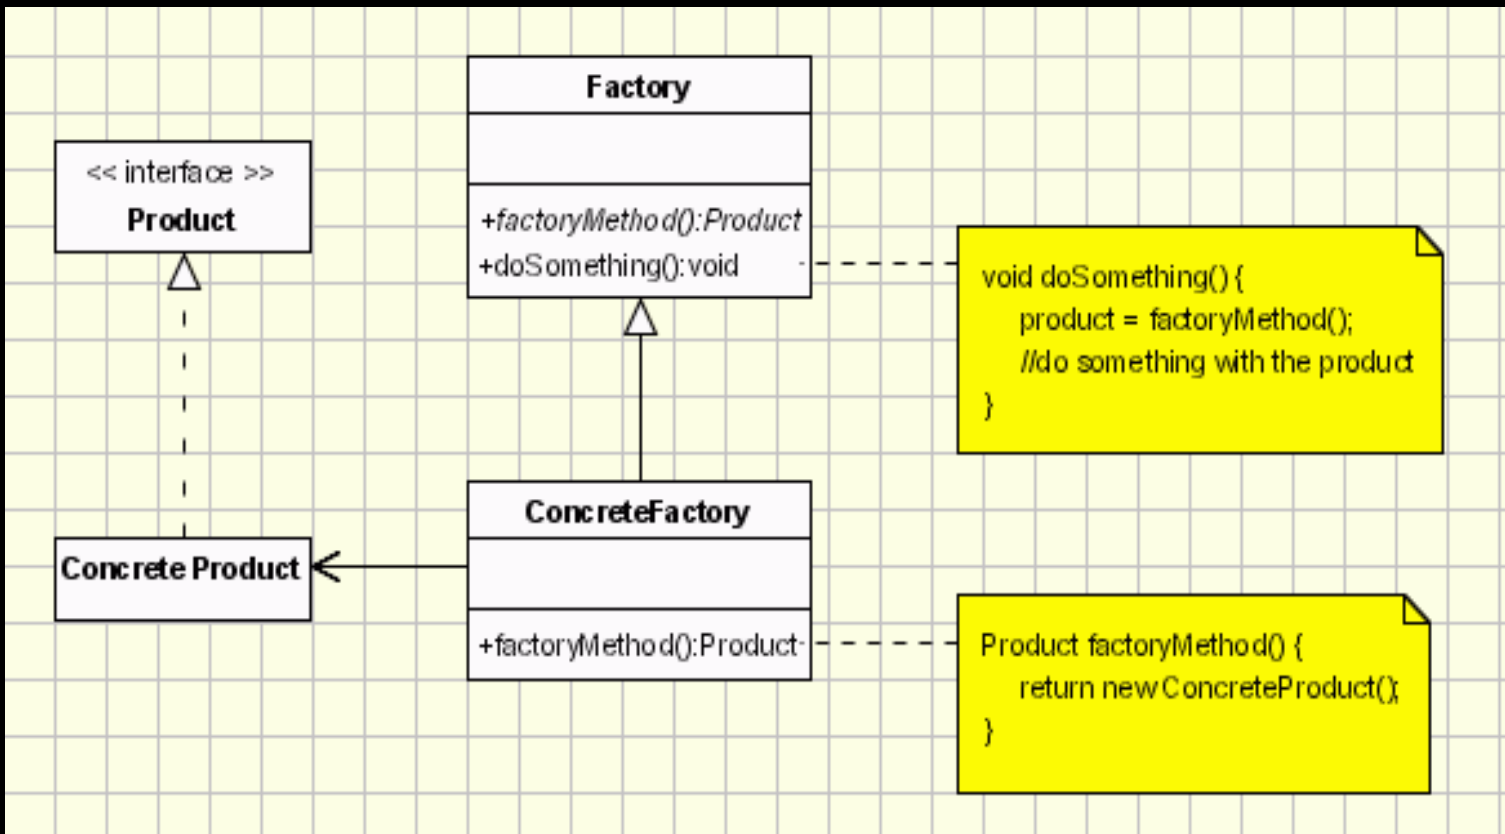 Factory
<< interface >>
Product
+factoryMethod():Product
+doSomething():void
void doSomething() {
product = factoryMethod();
//do something with the product
}
ConcreteFactory
Concrete Product
+factoryMethod():Product
Product factoryMethod() {
return new ConcreteProduct();
}